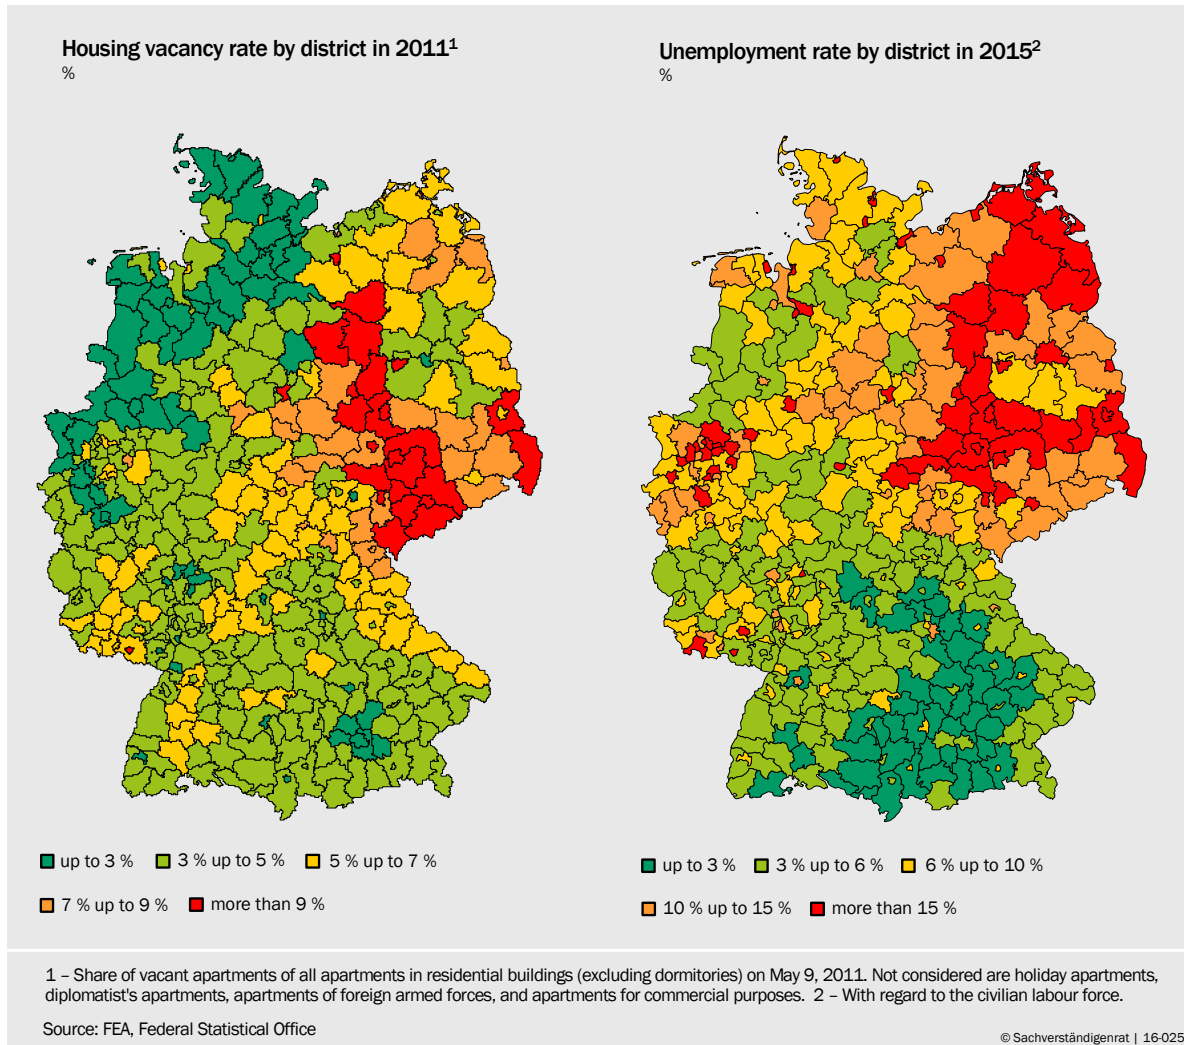 Housing vacancy rate by district in 2011¹
%
Unemployment rate by district in 2015²
%
up to 3 % 3 % up to 5 % 5 % up to 7 %
7 % up to 9 % more than 9 %
up to 3 % 3 % up to 6 % 6 % up to 10 %
10 % up to 15 % more than 15 %
1 – Share of vacant apartments of all apartments in residential buildings (excluding dormitories) on May 9, 2011. Not considered are holiday apartments,
diplomatist's apartments, apartments of foreign armed forces, and apartments for commercial purposes. 2 – With regard to the civilian labour force.
Source: FEA, Federal Statistical Office
© Sachverständigenrat | 16-025